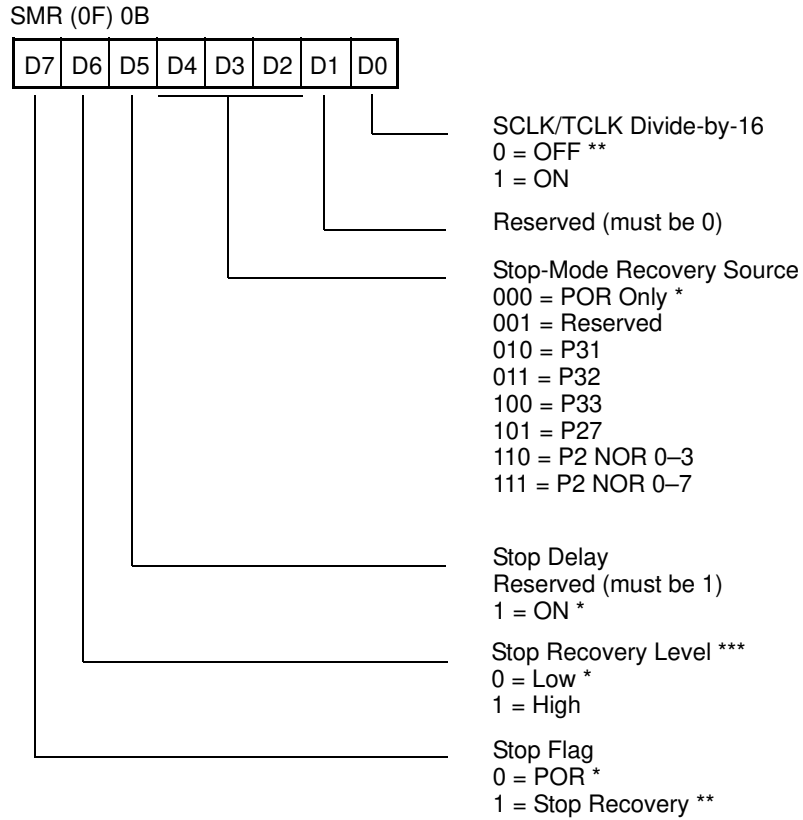 SMR (0F) 0B
D7 D6 D5 D4 D3 D2 D1 D0
SCLK/TCLK Divide-by-16
0 = OFF **
1 = ON
Reserved (must be 0)
Stop-Mode Recovery Source
000 = POR Only *
001 = Reserved
010 = P31
011 = P32
100 = P33
101 = P27
110 = P2 NOR 0–3
111 = P2 NOR 0–7
Stop Delay
Reserved (must be 1)
1 = ON *
Stop Recovery Level ***
0 = Low *
1 = High
Stop Flag
0 = POR *
1 = Stop Recovery **